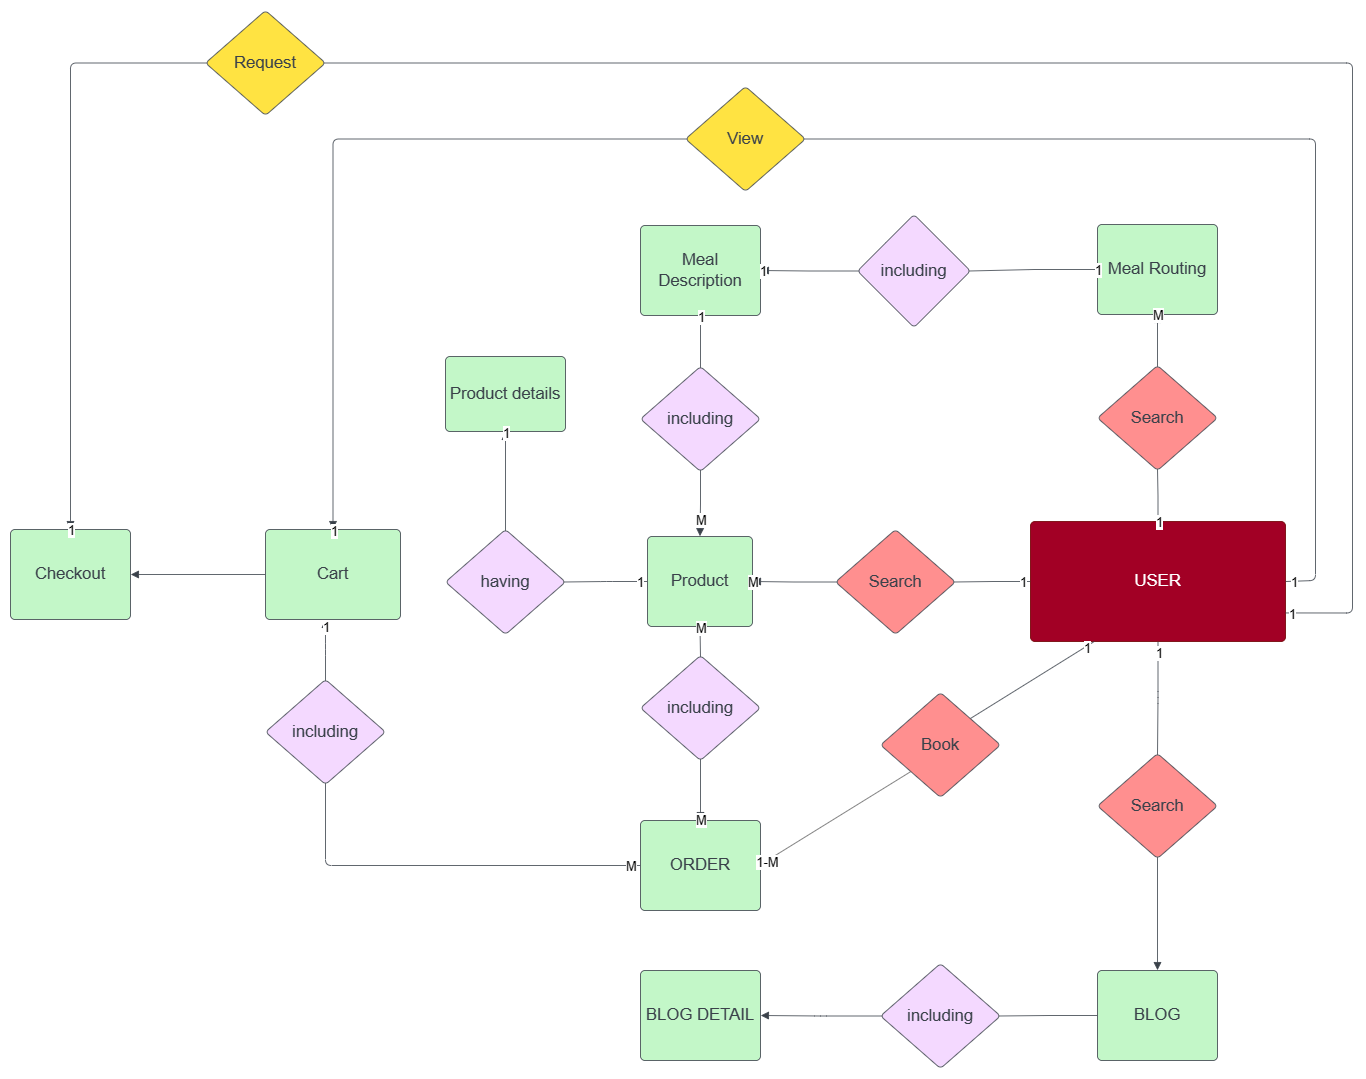 Request
View
Meal
Description
1
including
1
Meal Routing
1
M
Product details
1
including
Search
M
1
1
1
1
Checkout
Cart
having
1
Product
M
Search
1
USER
1
1
1
M
1
1
including
including
Book
Search
M
M
ORDER
1-M
BLOG DETAIL
including
BLOG